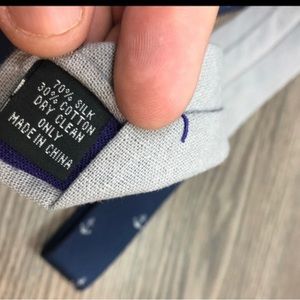 70% SILK
30% COTTON
DRY CLEAN
ONLY
MADE IN CHINA